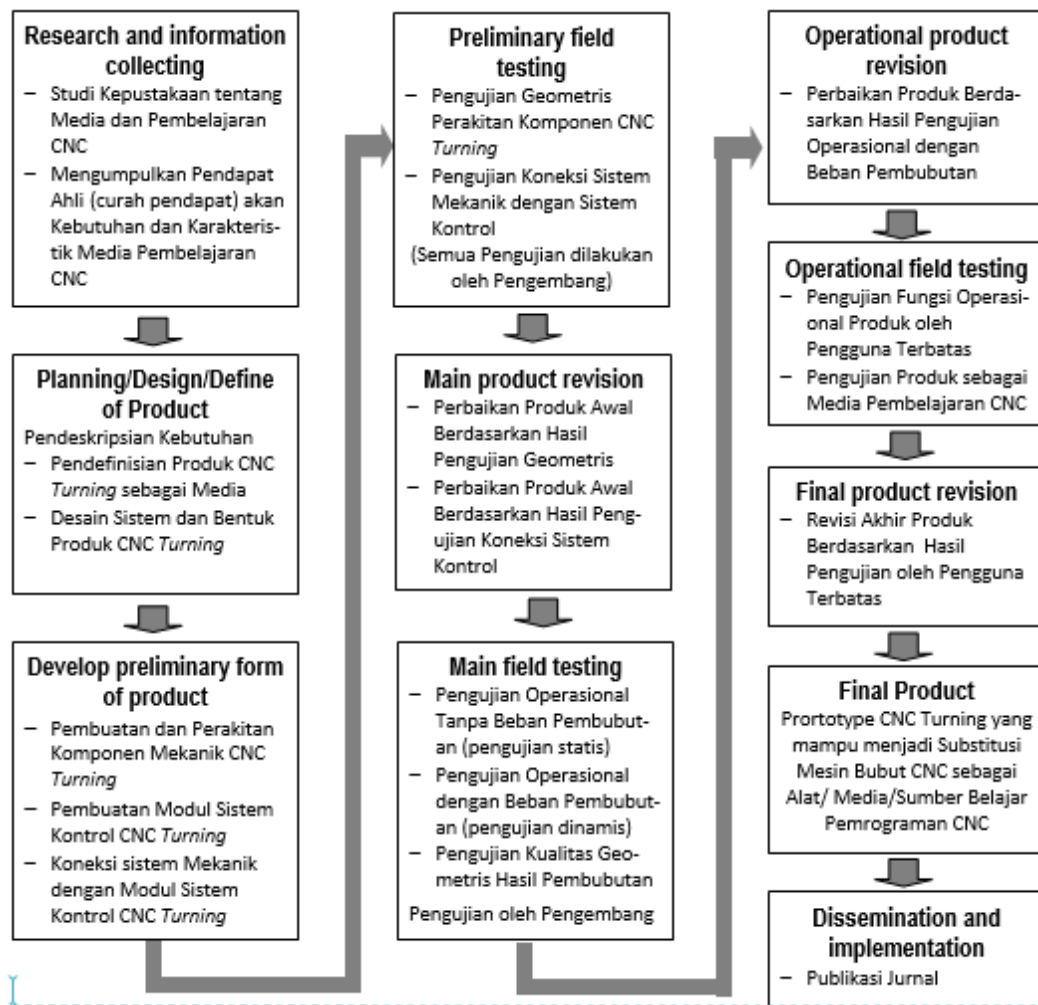 Research and information
collecting
– Studi Kepustakaan tentang
Media dan Pembelajaran
CNC
– Mengumpulkan Pendapat
Ahli (curah pendapat) akan
Kebutuhan dan Karakteris-
tik Media Pembelajaran
CNC
Planning/Design/Define
of Product
Pendeskripsian Kebutuhan
– Pendefinisian Produk CNC
Turning sebagai Media
– Desain Sistem dan Bentuk
Produk CNC Turning
Develop preliminary form
of product
– Pembuatan dan Perakitan
Komponen Mekanik CNC
Turning
– Pembuatan Modul Sistem
Kontrol CNC Turning
– Koneksi sistem Mekanik
dengan Modul Sistem
Kontrol CNC Turning
Preliminary field
testing
– Pengujian Geometris
Perakitan Komponen CNC
Turning
– Pengujian Koneksi Sistem
Mekanik dengan Sistem
Kontrol
(Semua Pengujian dilakukan
oleh Pengembang)
Main product revision
– Perbaikan Produk Awal
Berdasarkan Hasil
Pengujian Geometris
– Perbaikan Produk Awal
Berdasarkan Hasil Peng-
ujian Koneksi Sistem
Kontrol
Main field testing
– Pengujian Operasional
Tanpa Beban Pembubut-
an (pengujian statis)
– Pengujian Operasional
dengan Beban Pembubut-
an (pengujian dinamis)
– Pengujian Kualitas Geo-
metris Hasil Pembubutan
Pengujian oleh Pengembang
Operational product
revision
– Perbaikan Produk Berda-
sarkan Hasil Pengujian
Operasional dengan
Beban Pembubutan
Operational field testing
– Pengujian Fungsi Operasi-
onal Produk oleh
Pengguna Terbatas
– Pengujian Produk sebagai
Media Pembelajaran CNC
Final product revision
– Revisi Akhir Produk
Berdasarkan Hasil
Pengujian oleh Pengguna
Terbatas
Final Product
Prortotype CNC Turning yang
mampu menjadi Substitusi
Mesin Bubut CNC sebagai
Alat/ Media/Sumber Belajar
Pemrograman CNC
Dissemination and
implementation
– Publikasi Jurnal